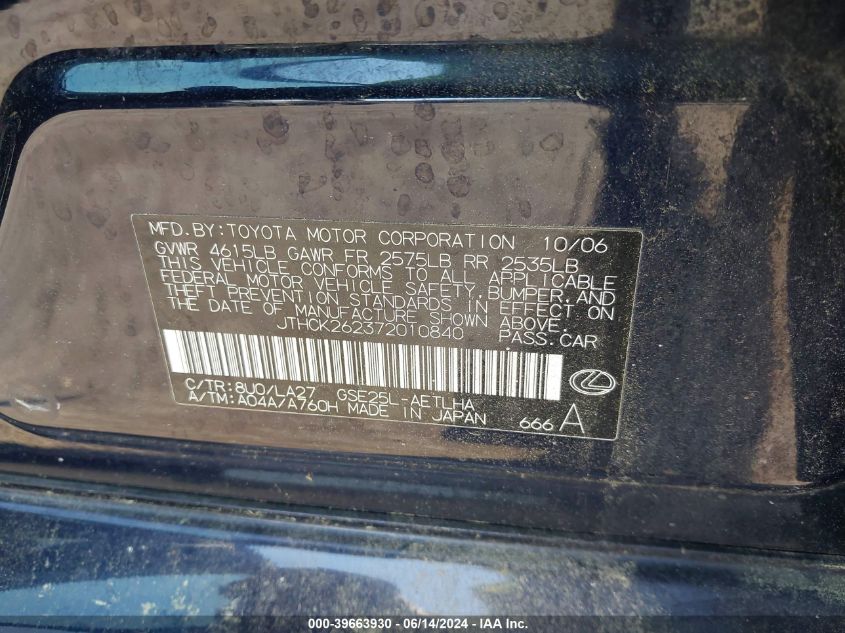 MFD.BY:TOYOTA MOTOR CORPORATION 10/06
GVWR 4615LB GAWR FR 2575LB RR 2535LB
THIS VEHICLE CONFORMS TO ALL APPLICABLE
FEDERAL MOTOR VEHICLE SAFETY,BUMPER,AND
THEFT PREVENTION STANDARDS IN EFFECT ON
THE DATE OF MANUFACTURE SHOWN ABOVE.
JTHCK262372010840 PASS.CAR
C/TR:8U0/LA27 GSE25L-AETLHA
A/TM:A04A/A760H MADE IN JAPAN 666 A
000-39663930 - 06/14/2024 - IAA Inc.